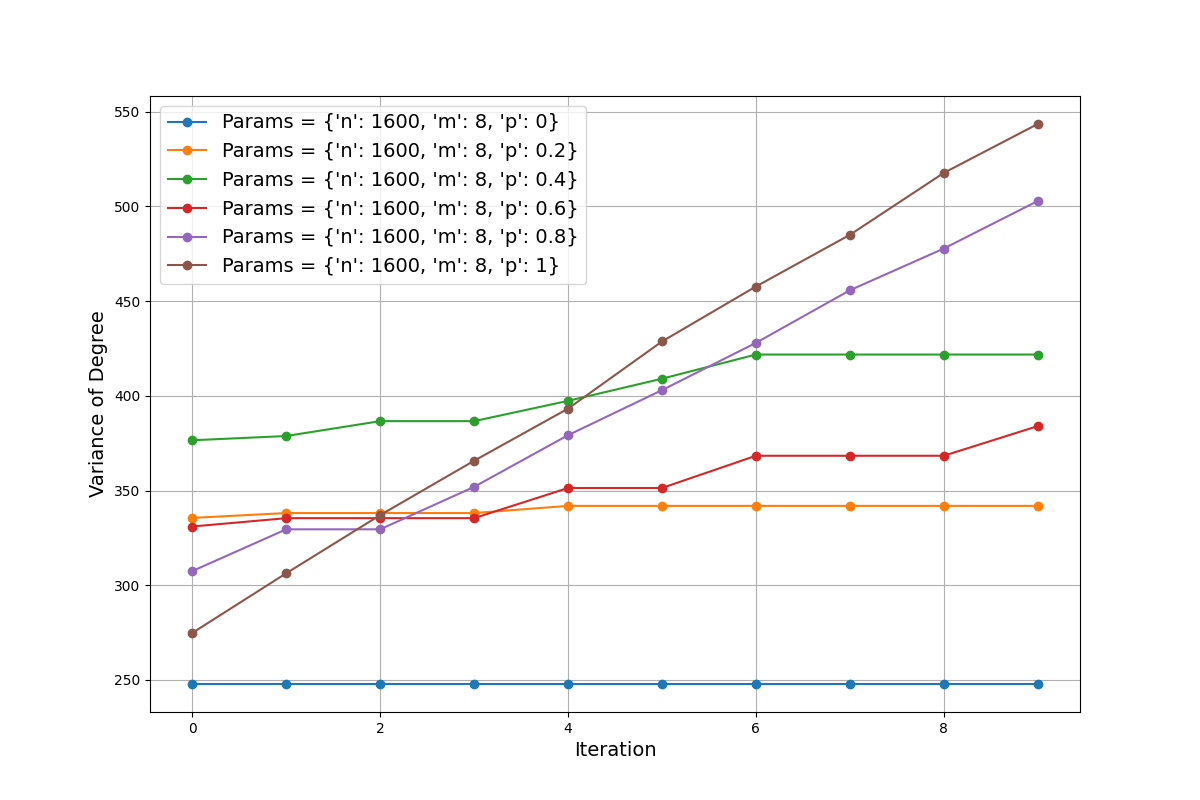 550
500
450
400
350
300
250
Variance of Degree
Params = {'n': 1600, 'm': 8, 'p': 0}
Params = {'n': 1600, 'm': 8, 'p': 0.2}
Params = {'n': 1600, 'm': 8, 'p': 0.4}
Params = {'n': 1600, 'm': 8, 'p': 0.6}
Params = {'n': 1600, 'm': 8, 'p': 0.8}
Params = {'n': 1600, 'm': 8, 'p': 1}
0 2 4 6 8
Iteration